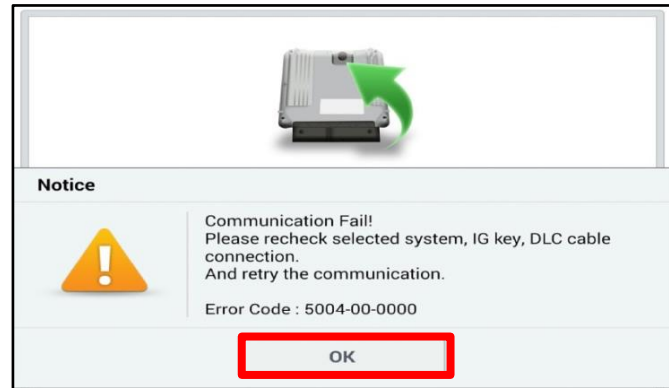 Notice
Communication Fail!
Please recheck selected system, IG key, DLC cable
connection.
And retry the communication.
Error Code : 5004-00-0000
OK